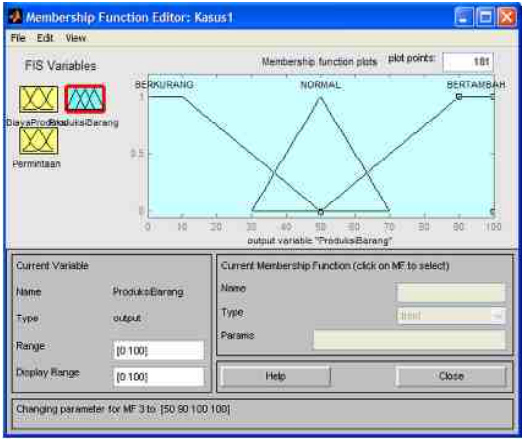 Membership Function Editor: Kasus1
File Edit View
FIS Variables
Membership function plots plot points: 181
BERKURANG NORMAL BERTAMBAH
1
0.5
0
0 10 20 30 40 50 60 70 80 90 100
output variable "ProduksiBarang"
BiayaProduksi ProduksiBarang
Permintaan
Current Variable
Name ProduksiBarang
Type output
Range [0 100]
Display Range [0 100]
Current Membership Function (click on MF to select)
Name
Type trimf
Params
Help Close
Changing parameter for MF 3 to [50 90 100 100]